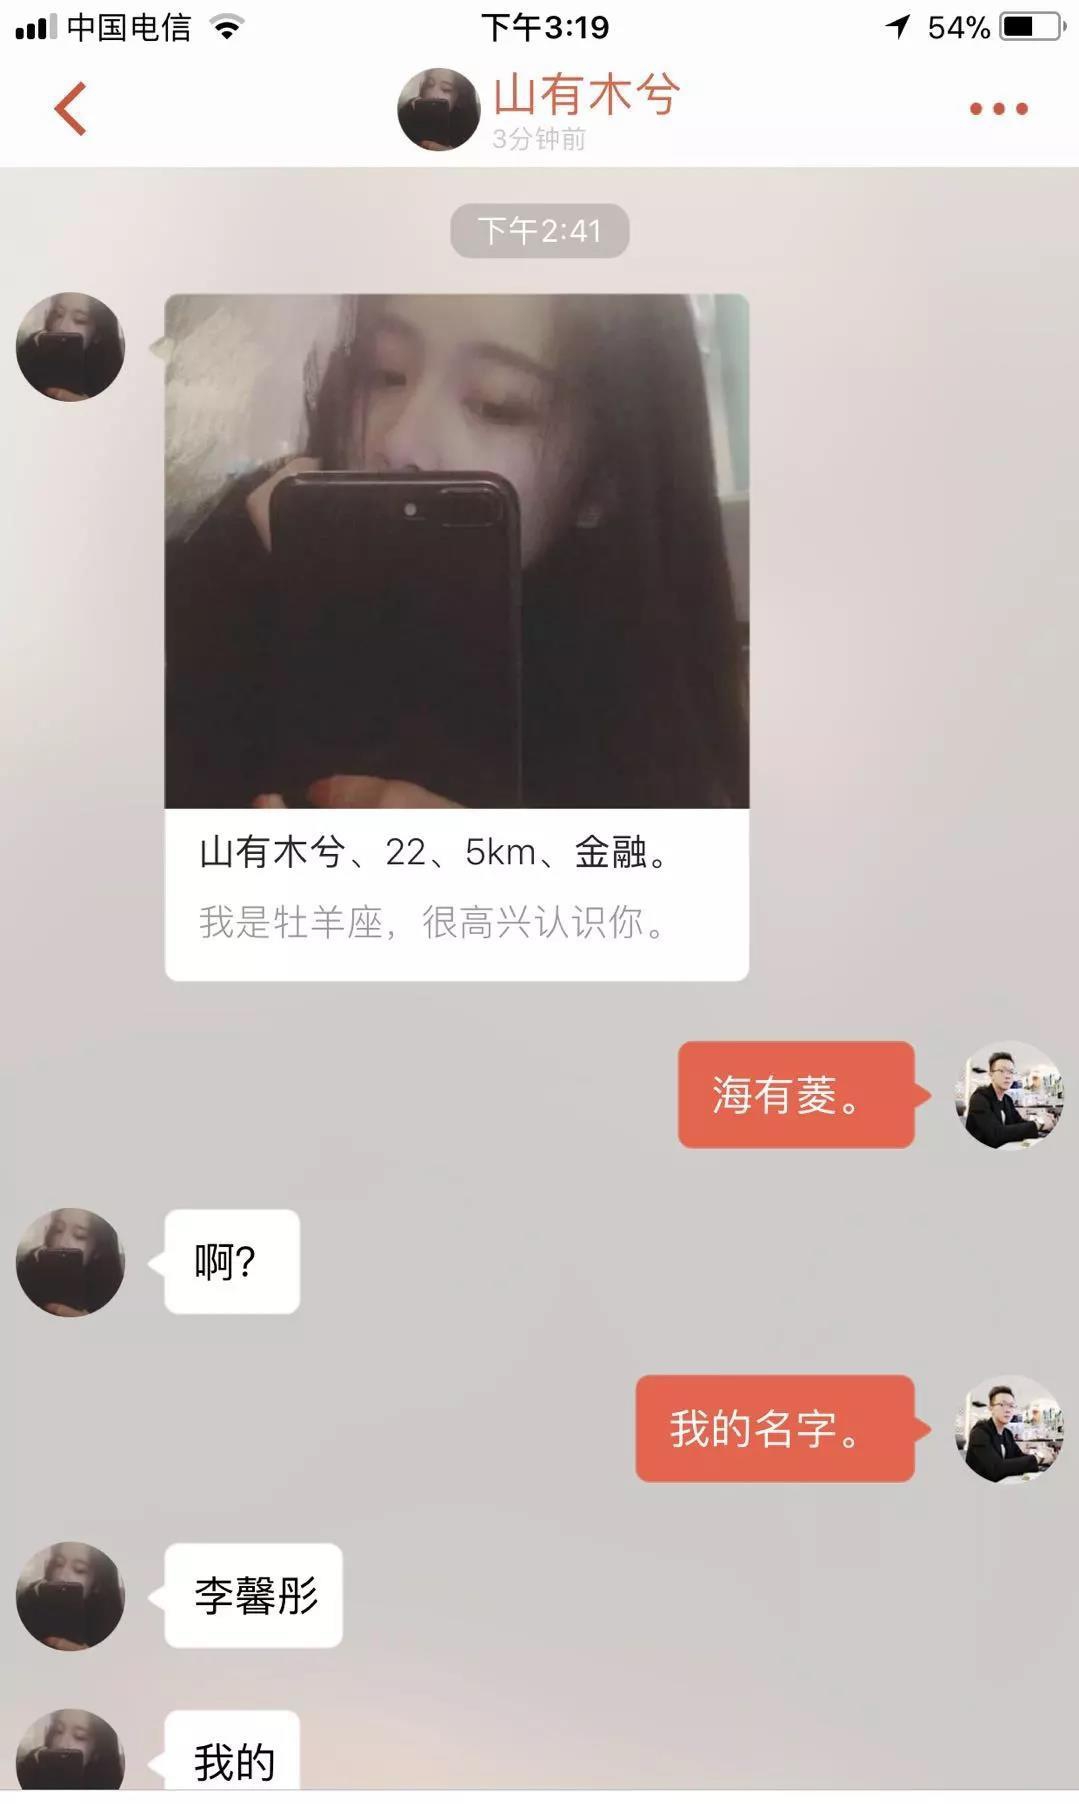 中国电信
下午3:19
54%
山有木兮
3分钟前
下午2:41
山有木兮、22、5km、金融。
我是牡羊座，很高兴认识你。
海有菱。
啊?
我的名字。
李馨彤
我的